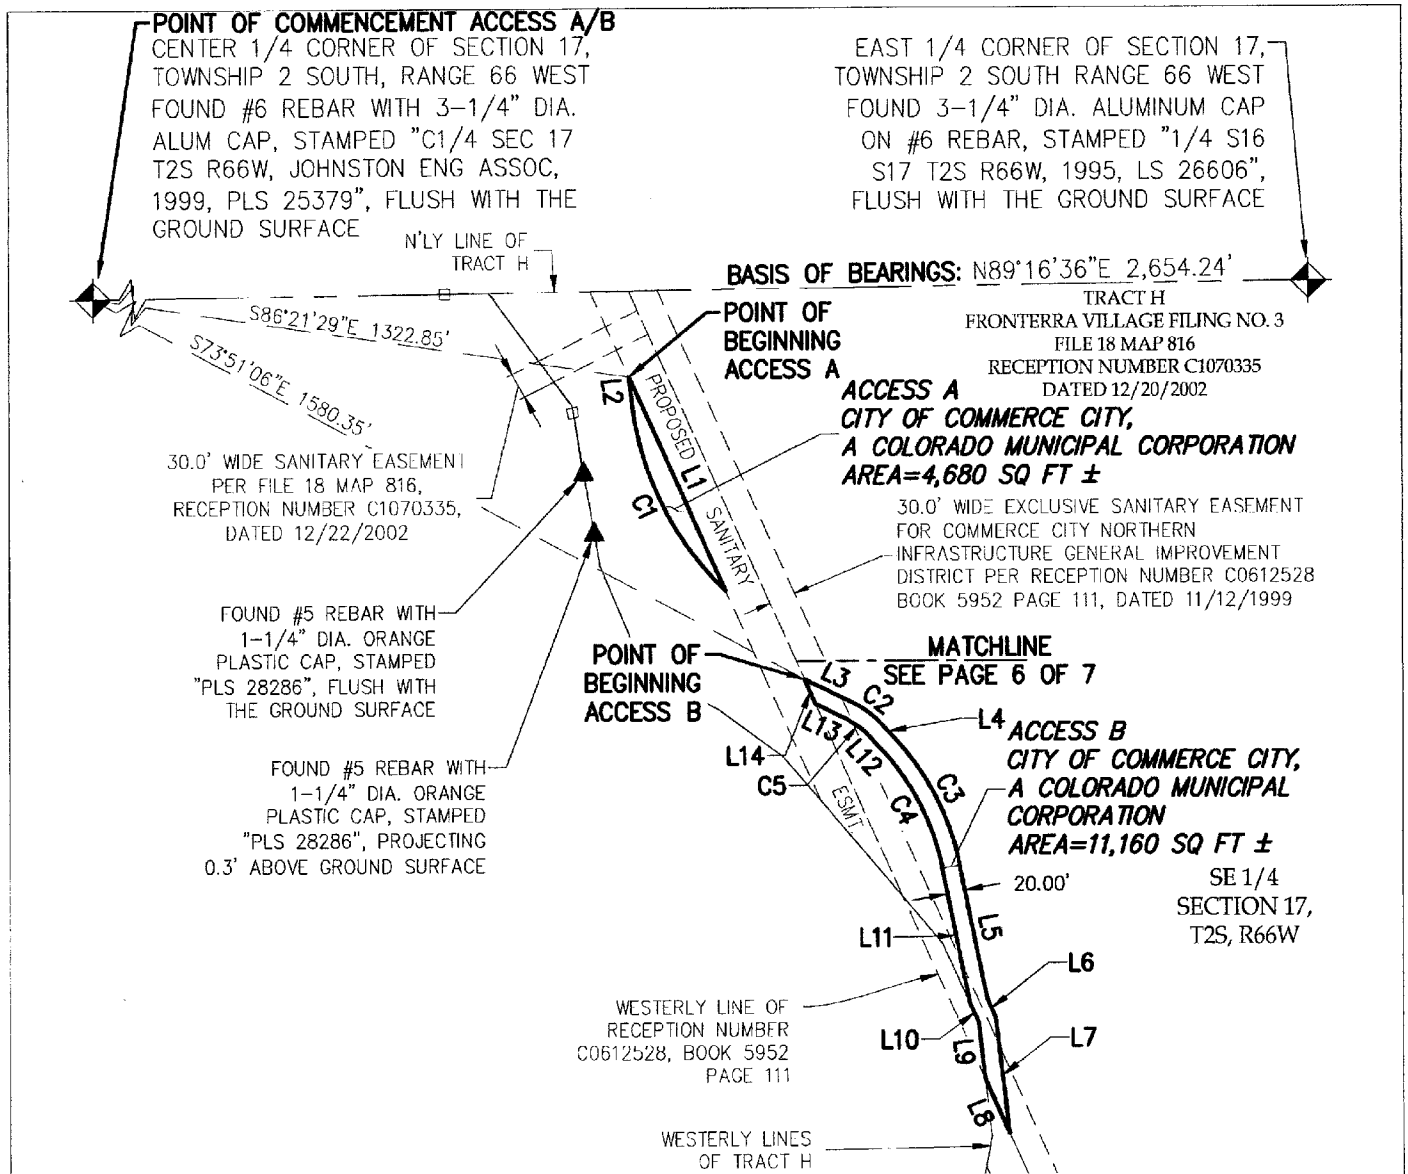 POINT OF COMMENCEMENT ACCESS A/B
CENTER 1/4 CORNER OF SECTION 17,
TOWNSHIP 2 SOUTH, RANGE 66 WEST
FOUND #6 REBAR WITH 3-1/4" DIA.
ALUM CAP, STAMPED "C1/4 SEC 17
T2S R66W, JOHNSTON ENG ASSOC,
1999, PLS 25379", FLUSH WITH THE
GROUND SURFACE
EAST 1/4 CORNER OF SECTION 17,
TOWNSHIP 2 SOUTH RANGE 66 WEST
FOUND 3-1/4" DIA. ALUMINUM CAP
ON #6 REBAR, STAMPED "1/4 S16
S17 T2S R66W, 1995, LS 26606",
FLUSH WITH THE GROUND SURFACE
N'LY LINE OF
TRACT H
BASIS OF BEARINGS: N89°16'36"E 2,654.24'
TRACT H
FRONTERRA VILLAGE FILING NO. 3
FILE 18 MAP 816
RECEPTION NUMBER C1070335
DATED 12/20/2002
S86°21'29"E 1322.85'
S73°51'06"E 1580.35'
POINT OF
BEGINNING
ACCESS A
L2
PROPOSED
L1
C1
SANITARY
ACCESS A
CITY OF COMMERCE CITY,
A COLORADO MUNICIPAL CORPORATION
AREA=4,680 SQ FT ±
30.0' WIDE SANITARY EASEMENT
PER FILE 18 MAP 816,
RECEPTION NUMBER C1070335,
DATED 12/22/2002
30.0' WIDE EXCLUSIVE SANITARY EASEMENT
FOR COMMERCE CITY NORTHERN
INFRASTRUCTURE GENERAL IMPROVEMENT
DISTRICT PER RECEPTION NUMBER C0612528
BOOK 5952 PAGE 111, DATED 11/12/1999
FOUND #5 REBAR WITH
1-1/4" DIA. ORANGE
PLASTIC CAP, STAMPED
"PLS 28286", FLUSH WITH
THE GROUND SURFACE
POINT OF
BEGINNING
ACCESS B
MATCHLINE
SEE PAGE 6 OF 7
L3
C2
L4
L13
L12
L14
C5
C3
C4
ESMT
ACCESS B
CITY OF COMMERCE CITY,
A COLORADO MUNICIPAL
CORPORATION
AREA=11,160 SQ FT ±
FOUND #5 REBAR WITH
1-1/4" DIA. ORANGE
PLASTIC CAP, STAMPED
"PLS 28286", PROJECTING
0.3' ABOVE GROUND SURFACE
20.00'
SE 1/4
SECTION 17,
T2S, R66W
L11
L5
L6
WESTERLY LINE OF
RECEPTION NUMBER
C0612528, BOOK 5952
PAGE 111
L10
L9
L7
L8
WESTERLY LINES
OF TRACT H